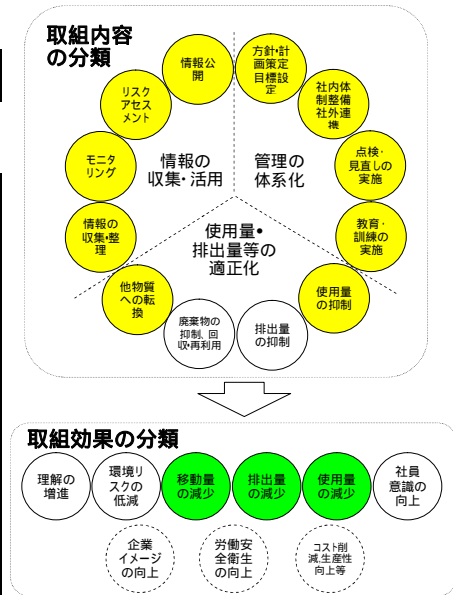 取組内容
の分類
情報公
開
方針・計
画策定
目標設
定
リスク
アセス
メント
社内体
制整備
社外連
携
モニタ
リング
情報の
収集・活用
管理の
体系化
点検・
見直しの
実施
情報の
収集・整
理
使用量・
排出量等の
適正化
教育・
訓練の
実施
他物質
への転
換
使用量
の抑制
廃棄物の
抑制、回
収・再利用
排出量
の抑制
取組効果の分類
理解の
増進
環境リ
スクの
低減
移動量
の減少
排出量
の減少
使用量
の減少
社員
意識の
向上
企業
イメージ
の向上
労働安
全衛生
の向上
コスト削
減、生産性
向上等